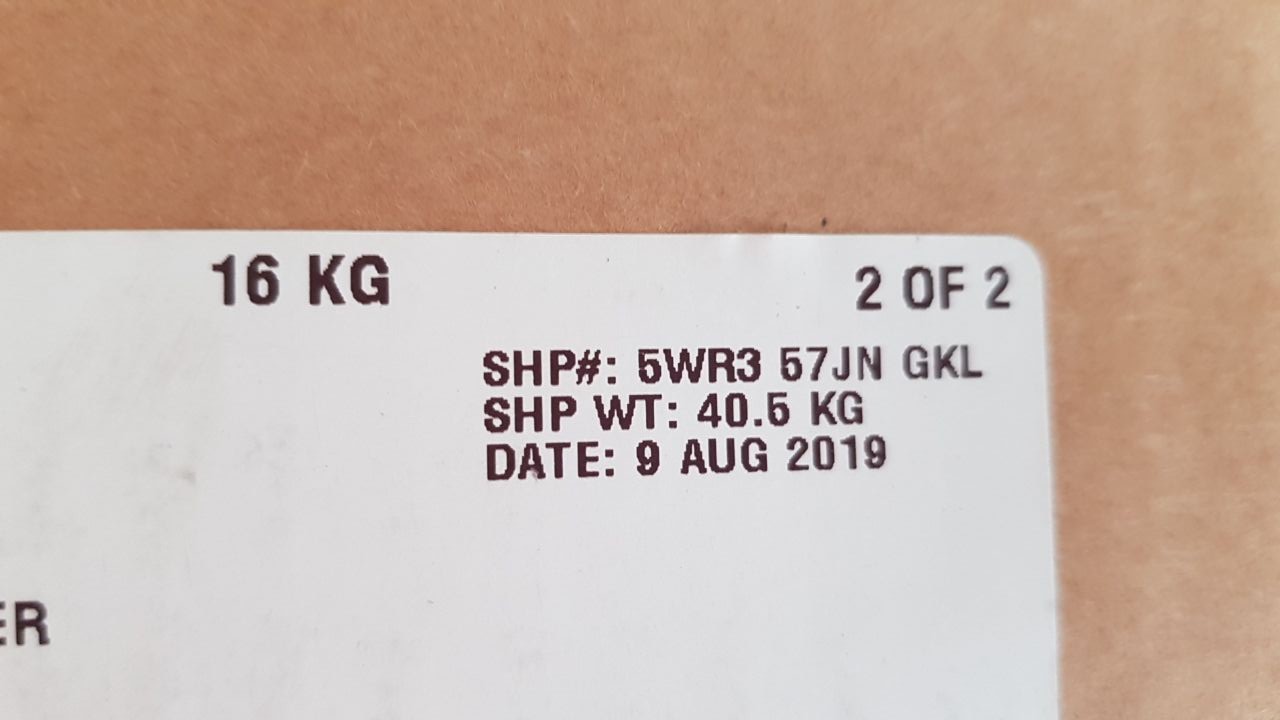 16 KG 2 OF 2
SHP#: 5WR3 57JN GKL
SHP WT: 40.5 KG
DATE: 9 AUG 2019
ER